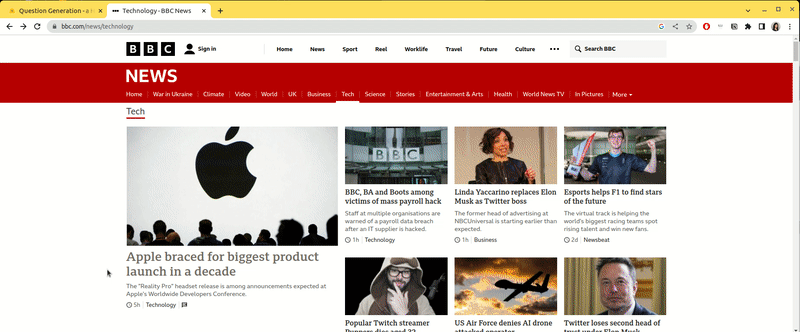 Question Generation - a
Technology - BBC News
bbc.com/news/technology
BBC
Sign in
Home
News
Sport
Reel
Worklife
Travel
Future
Culture
Search BBC
NEWS
Home
War in Ukraine
Climate
Video
World
UK
Business
Tech
Science
Stories
Entertainment & Arts
Health
World News TV
In Pictures
More
Tech
BBC
Apple braced for biggest product
launch in a decade
The "Reality Pro" headset release is among announcements expected at
Apple's Worldwide Developers Conference.
5h
Technology
BBC, BA and Boots among
victims of mass payroll hack
Staff at multiple organisations are
warned of a payroll data breach
after an IT supplier is hacked.
1h
Technology
Linda Yaccarino replaces Elon
Musk as Twitter boss
The former head of advertising at
NBCUniversal is starting earlier than
expected.
1h
Business
Esports helps F1 to find stars
of the future
The virtual track is helping the
world's biggest racing teams spot
rising talent and win new fans.
2d
Newsbeat
Popular Twitch streamer
US Air Force denies AI drone
Twitter loses second head of